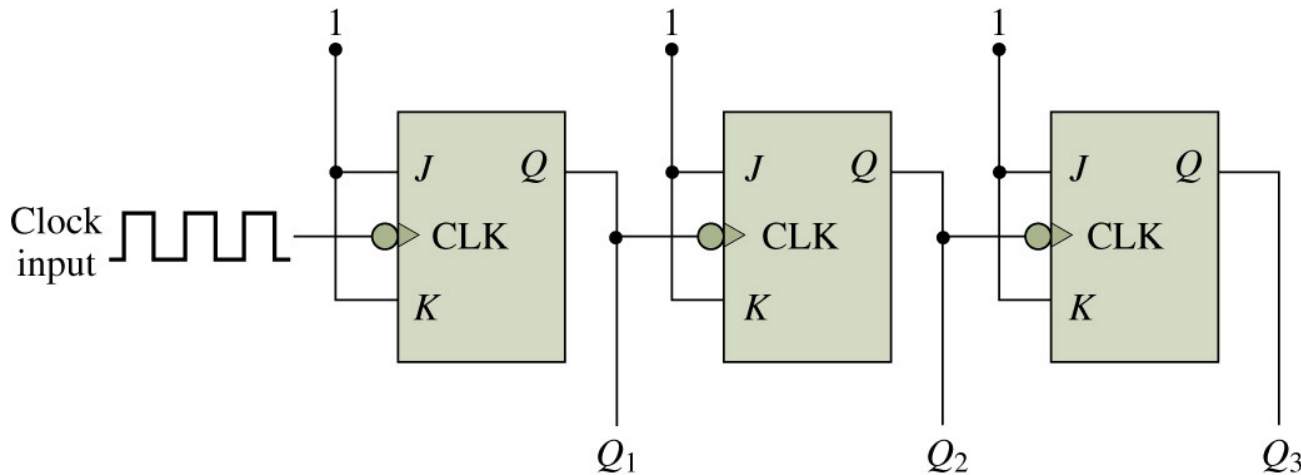 1 1 1
J Q J Q J Q
Clock
input
CLK CLK CLK
K K K
Q1 Q2 Q3